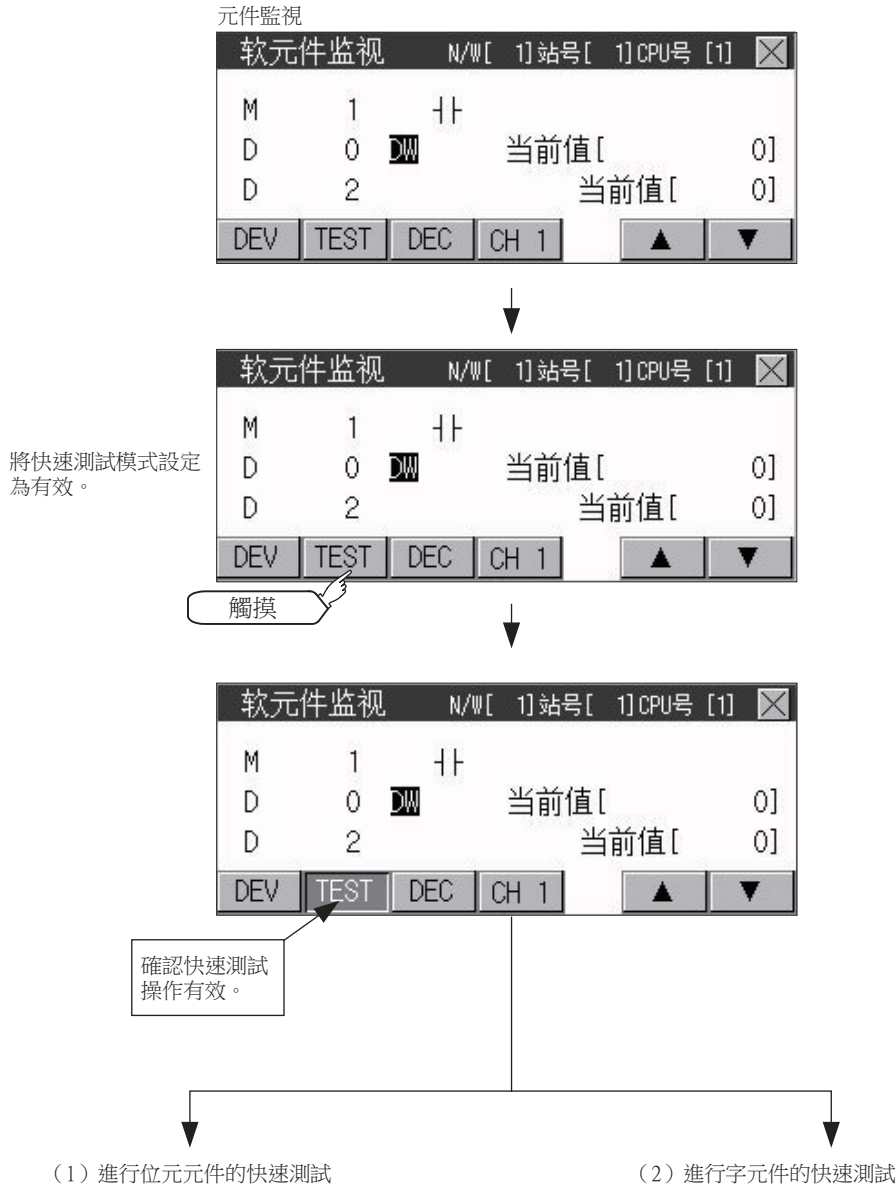 元件監視
软元件监视 N/W[ 1]站号[ 1]CPU号 [1]
M 1
D 0 DW 当前值[ 0]
D 2 当前值[ 0]
DEV TEST DEC CH 1 ▲ ▼
软元件监视 N/W[ 1]站号[ 1]CPU号 [1]
M 1
將快速測試模式設定
為有效。
D 0 DW 当前值[ 0]
D 2 当前值[ 0]
DEV TEST DEC CH 1 ▲ ▼
觸摸
软元件监视 N/W[ 1]站号[ 1]CPU号 [1]
M 1
D 0 DW 当前值[ 0]
D 2 当前值[ 0]
DEV TEST DEC CH 1 ▲ ▼
確認快速測試
操作有效。
（1）進行位元元件的快速測試
（2）進行字元件的快速測試